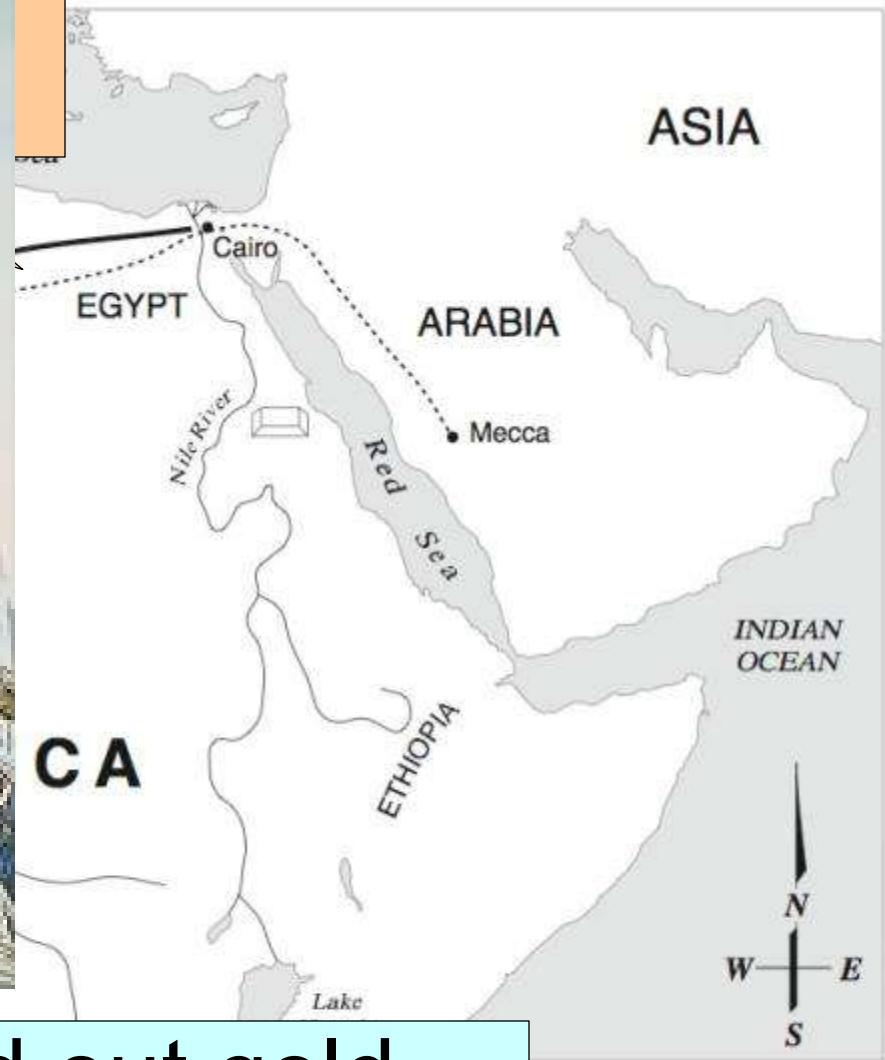 ASIA
Cairo
EGYPT
ARABIA
Nile River
Mecca
Red Sea
INDIAN
OCEAN
CA
ETHIOPIA
N
W E
S
Lake
out gold